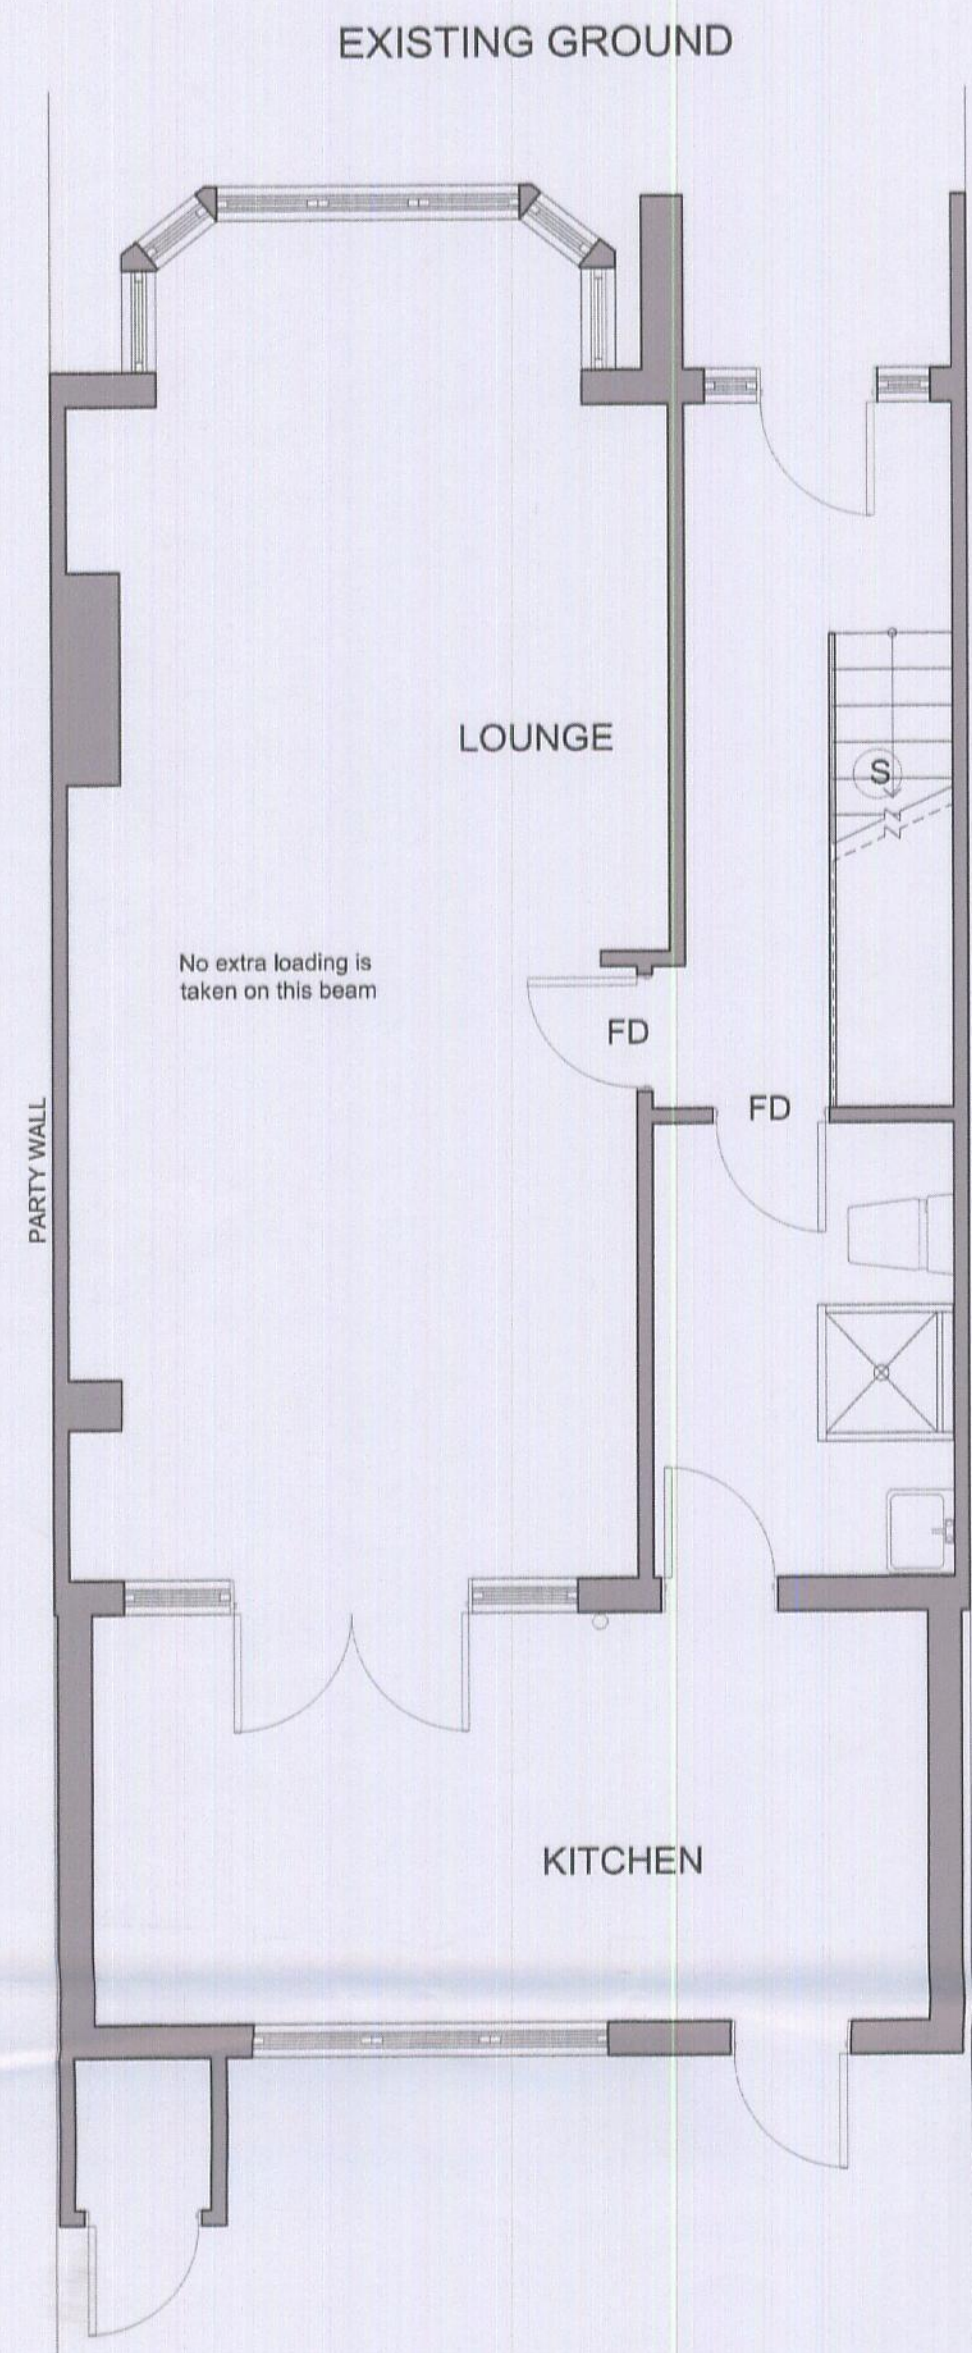 EXISTING GROUND
LOUNGE
S
No extra loading is
taken on this beam
FD
FD
PARTY WALL
KITCHEN